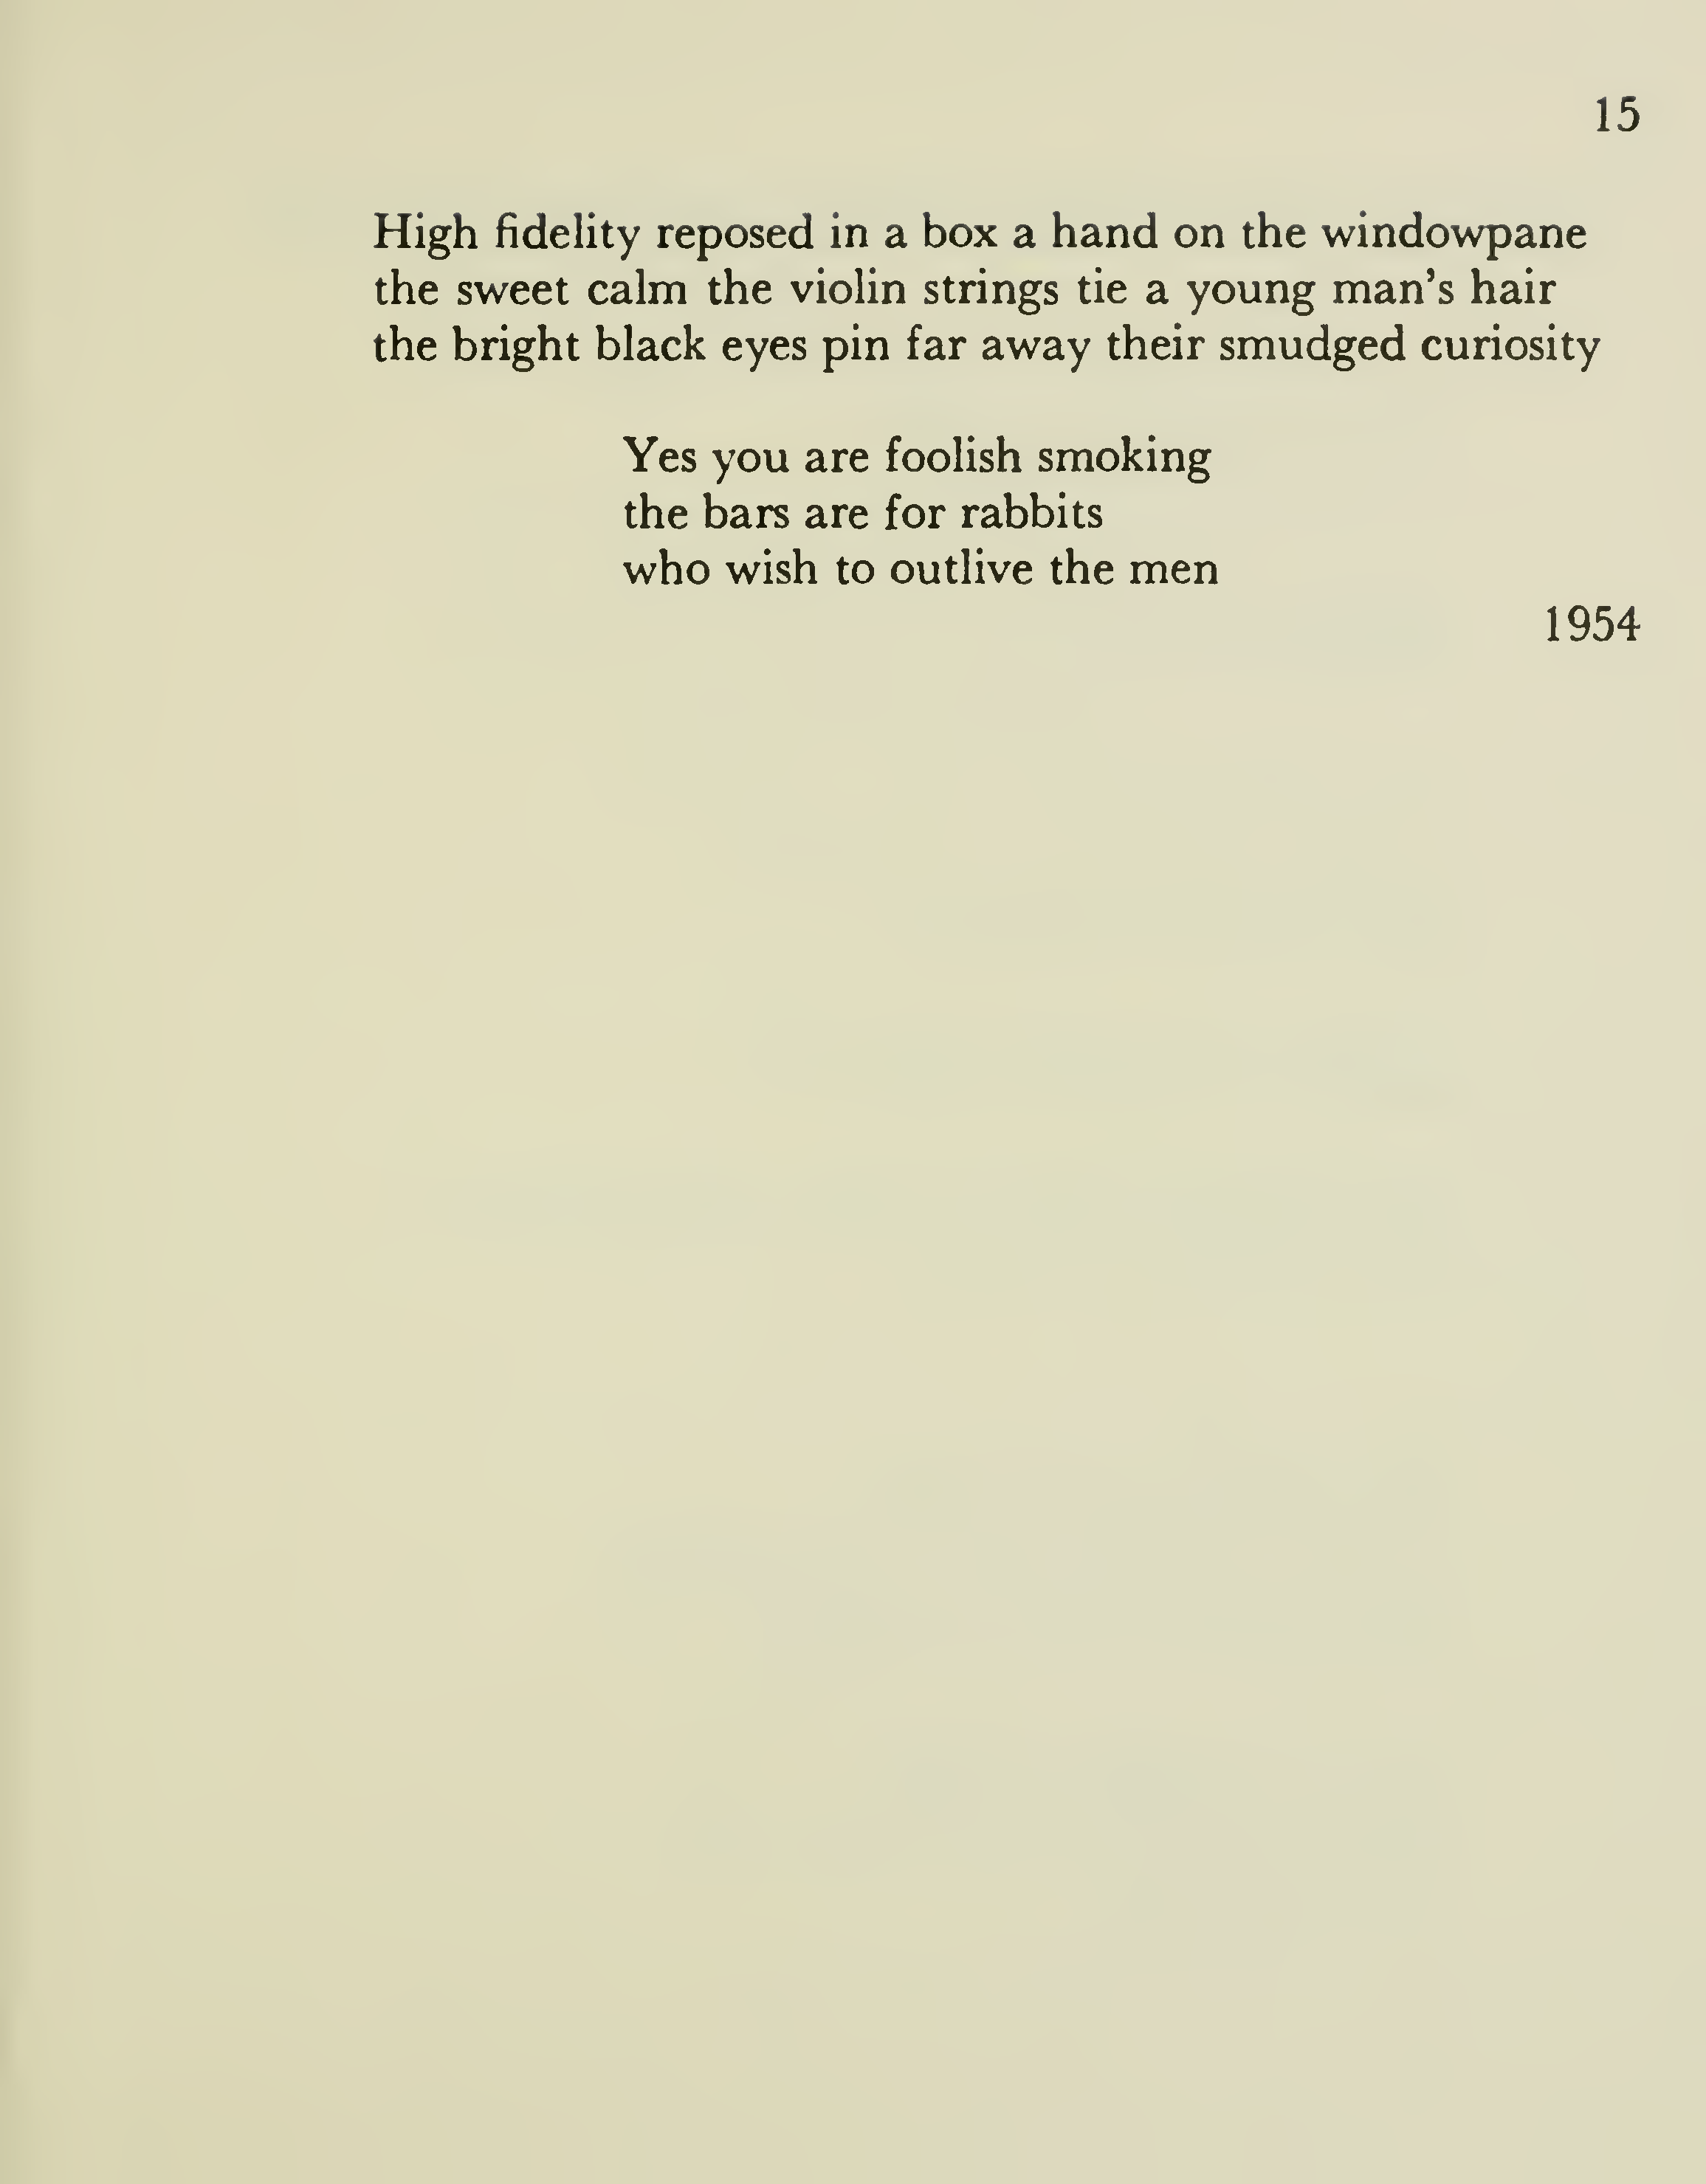 15
High fidelity reposed in a box a hand on the windowpane
the sweet calm the violin strings tie a young man's hair
the bright black eyes pin far away their smudged curiosity
Yes you are foolish smoking
the bars are for rabbits
who wish to outlive the men
1954